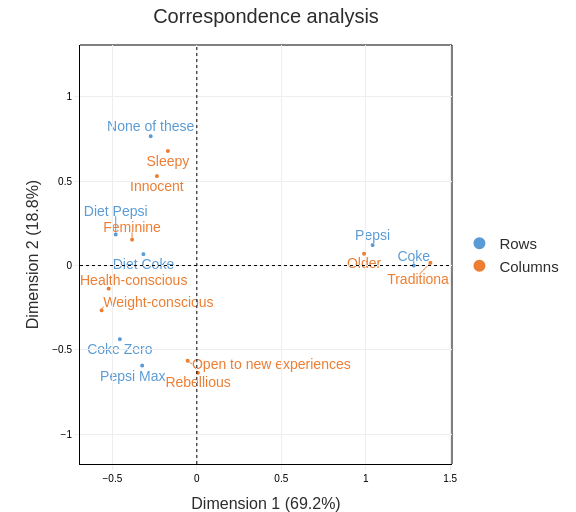 Correspondence analysis
Dimension 2 (18.8%)
1
0.5
0
−0.5
−1
None of these
Sleepy
Innocent
Diet Pepsi
Feminine
Pepsi
Coke
Diet Coke
Older
Traditiona
Health-conscious
Weight-conscious
Coke Zero
Open to new experiences
Pepsi Max
Rebellious
Rows
Columns
−0.5
0
0.5
1
1.5
Dimension 1 (69.2%)